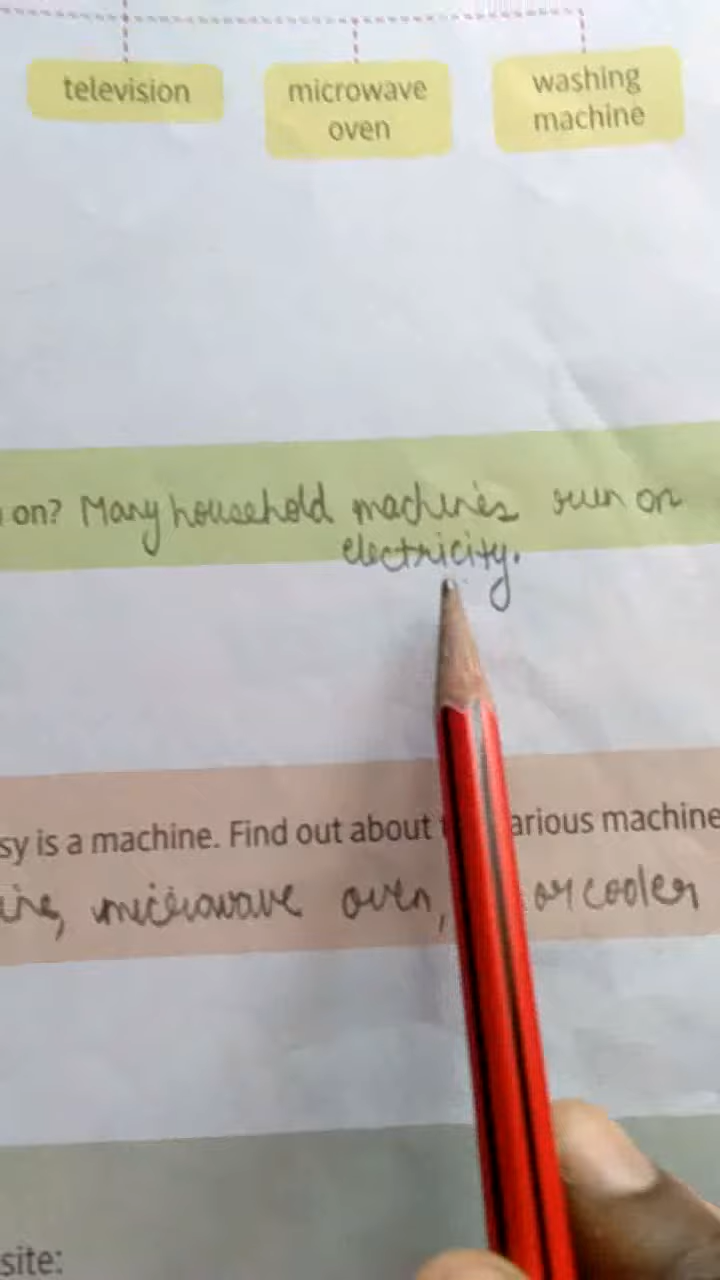 television
microwave
oven
washing
machine
on? Many household machines run on
electricity.
sy is a machine. Find out about arious machine
ine, microwave oven, or cooler
site: